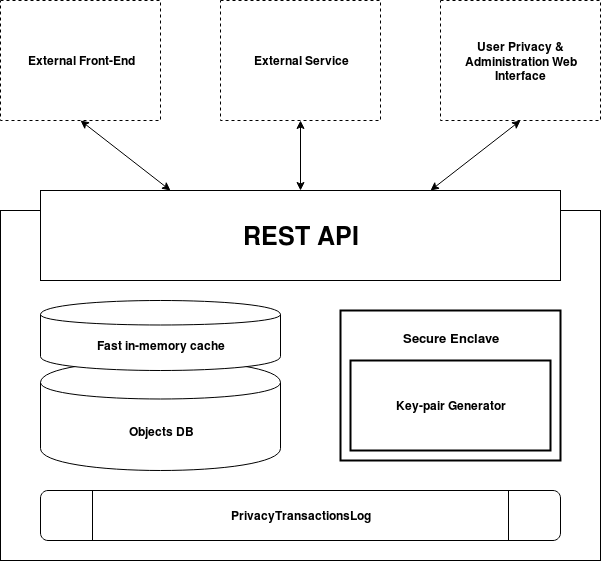 External Front-End
External Service
User Privacy &
Administration Web
Interface
REST API
Fast in-memory cache
Secure Enclave
Key-pair Generator
Objects DB
PrivacyTransactionsLog